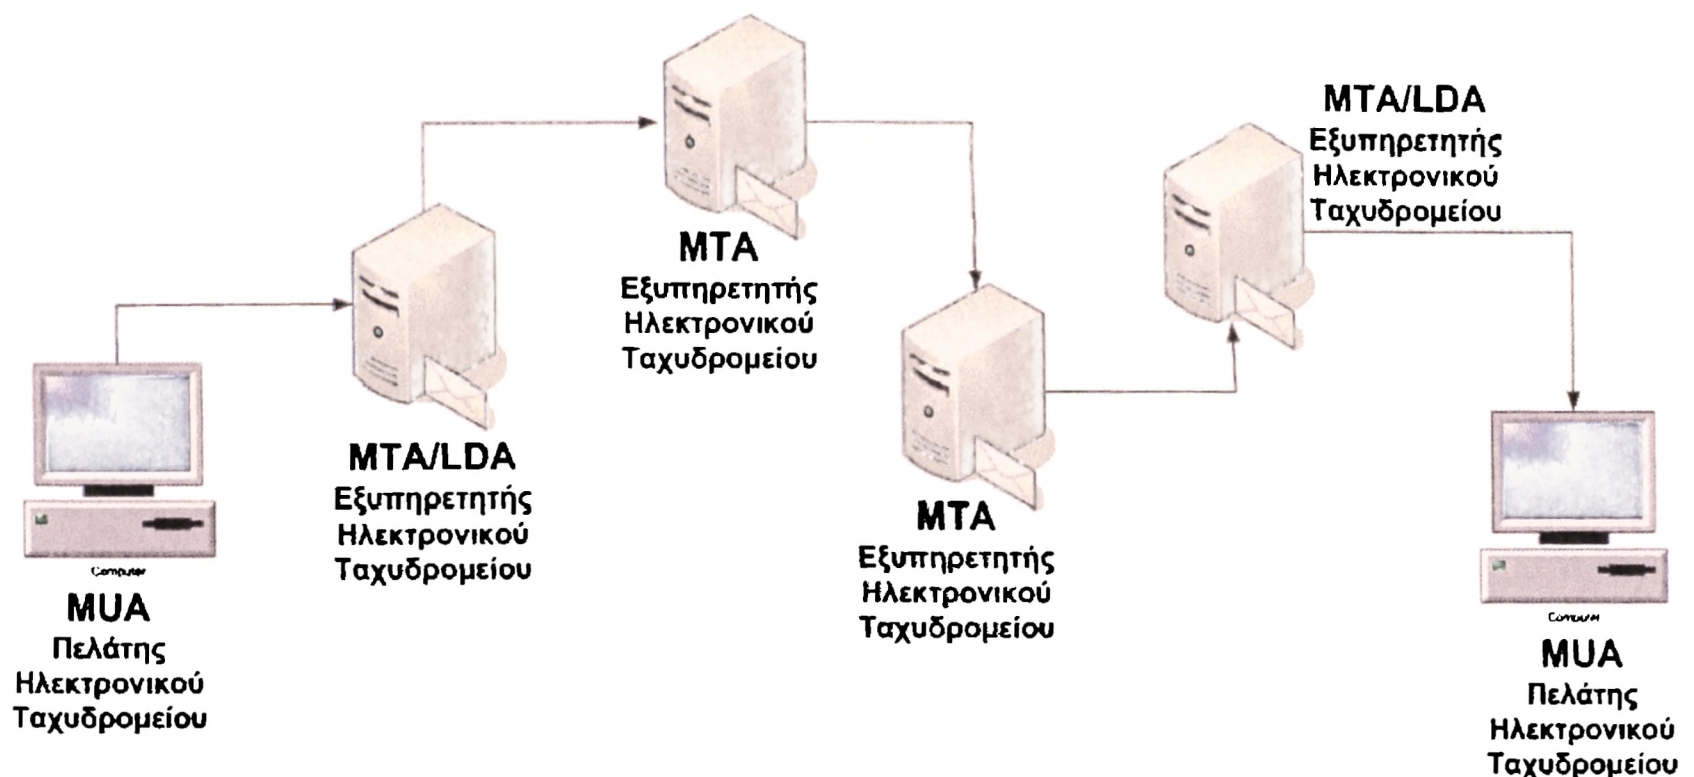 MUA
Πελάτης
Ηλεκτρονικού
Ταχυδρομείου
Computer
MTA/LDA
Εξυπηρετητής
Ηλεκτρονικού
Ταχυδρομείου
MTA
Εξυπηρετητής
Ηλεκτρονικού
Ταχυδρομείου
MTA
Εξυπηρετητής
Ηλεκτρονικού
Ταχυδρομείου
MTA/LDA
Εξυπηρετητής
Ηλεκτρονικού
Ταχυδρομείου
Computer
MUA
Πελάτης
Ηλεκτρονικού
Ταχυδρομείου